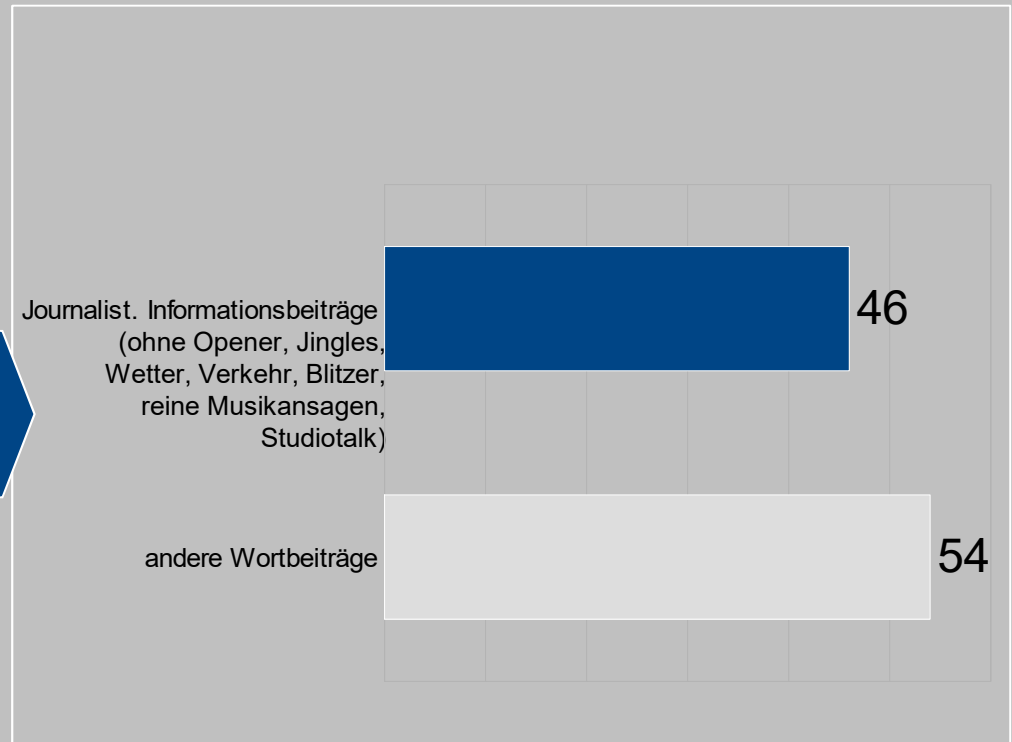 Journalist. Informationsbeiträge
(ohne Opener, Jingles,
Wetter, Verkehr, Blitzer,
reine Musikansagen,
Studiotalk)
46
andere Wortbeiträge
54